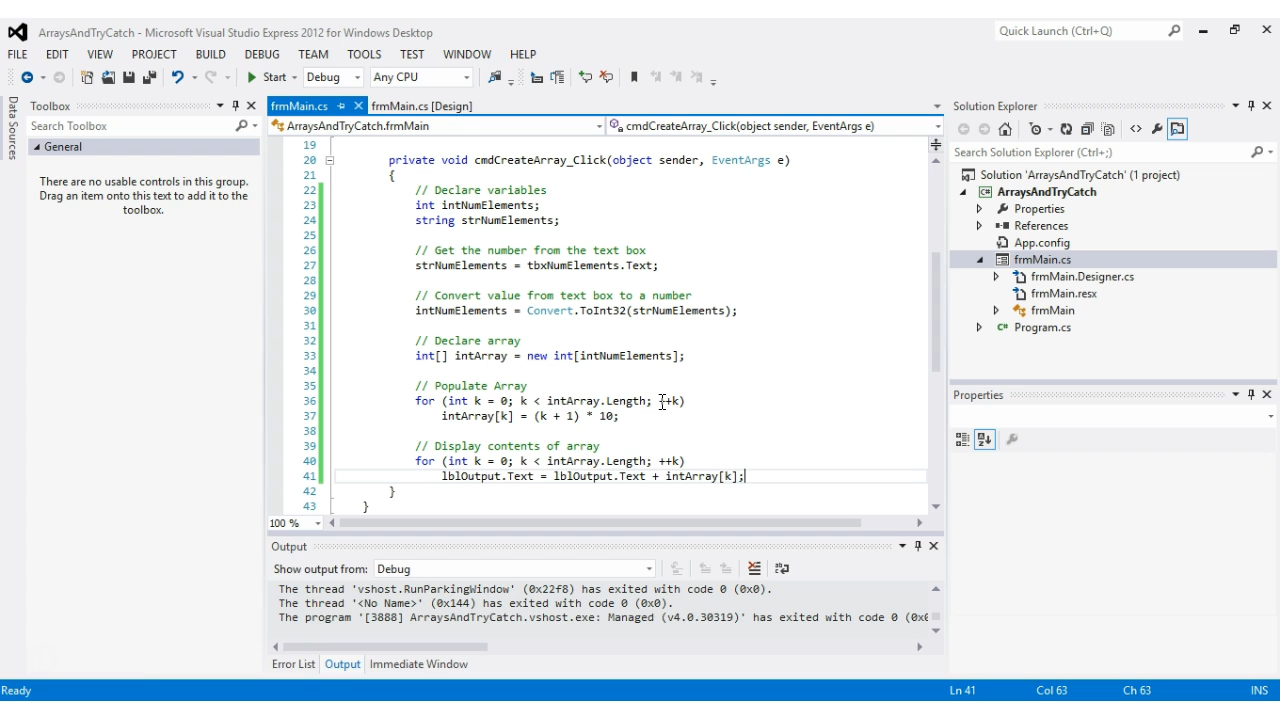 ArraysAndTryCatch - Microsoft Visual Studio Express 2012 for Windows Desktop
Quick Launch (Ctrl+Q)
FILE EDIT VIEW PROJECT BUILD DEBUG TEAM TOOLS TEST WINDOW HELP
Start Debug Any CPU
Data Sources
Toolbox
Search Toolbox
General
There are no usable controls in this group.
Drag an item onto this text to add it to the
toolbox.
frmMain.cs frmMain.cs [Design]
ArraysAndTryCatch.frmMain cmdCreateArray_Click(object sender, EventArgs e)
19
20 private void cmdCreateArray_Click(object sender, EventArgs e)
21 {
22 // Declare variables
23 int intNumElements;
24 string strNumElements;
25
26 // Get the number from the text box
27 strNumElements = tbxNumElements.Text;
28
29 // Convert value from text box to a number
30 intNumElements = Convert.ToInt32(strNumElements);
31
32 // Declare array
33 int[] intArray = new int[intNumElements];
34
35 // Populate Array
36 for (int k = 0; k < intArray.Length; ++k)
37 intArray[k] = (k + 1) * 10;
38
39 // Display contents of array
40 for (int k = 0; k < intArray.Length; ++k)
41 lblOutput.Text = lblOutput.Text + intArray[k];
42 }
43 }
100 %
Output
Show output from: Debug
The thread 'vshost.RunParkingWindow' (0x22f8) has exited with code 0 (0x0).
The thread '<No Name>' (0x144) has exited with code 0 (0x0).
The program '[3888] ArraysAndTryCatch.vshost.exe: Managed (v4.0.30319)' has exited with code 0 (0x0
Error List Output Immediate Window
Solution Explorer
Search Solution Explorer (Ctrl+;)
Solution 'ArraysAndTryCatch' (1 project)
ArraysAndTryCatch
Properties
References
App.config
frmMain.cs
frmMain.Designer.cs
frmMain.resx
frmMain
Program.cs
Properties
Ready Ln 41 Col 63 Ch 63 INS